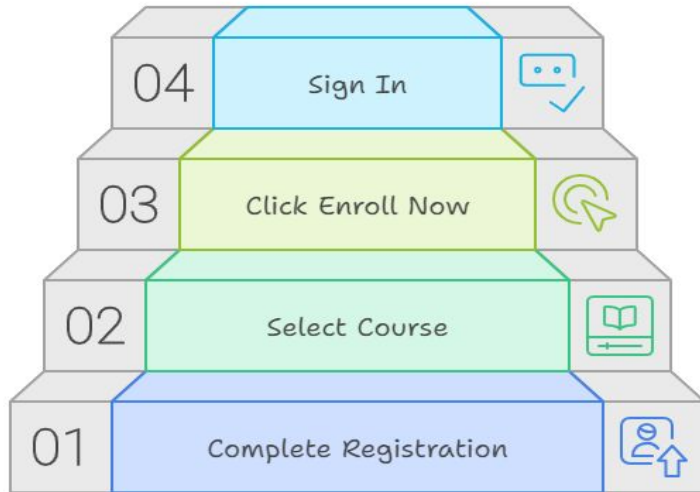 04 Sign In
03 Click Enroll Now
02 Select Course
01 Complete Registration